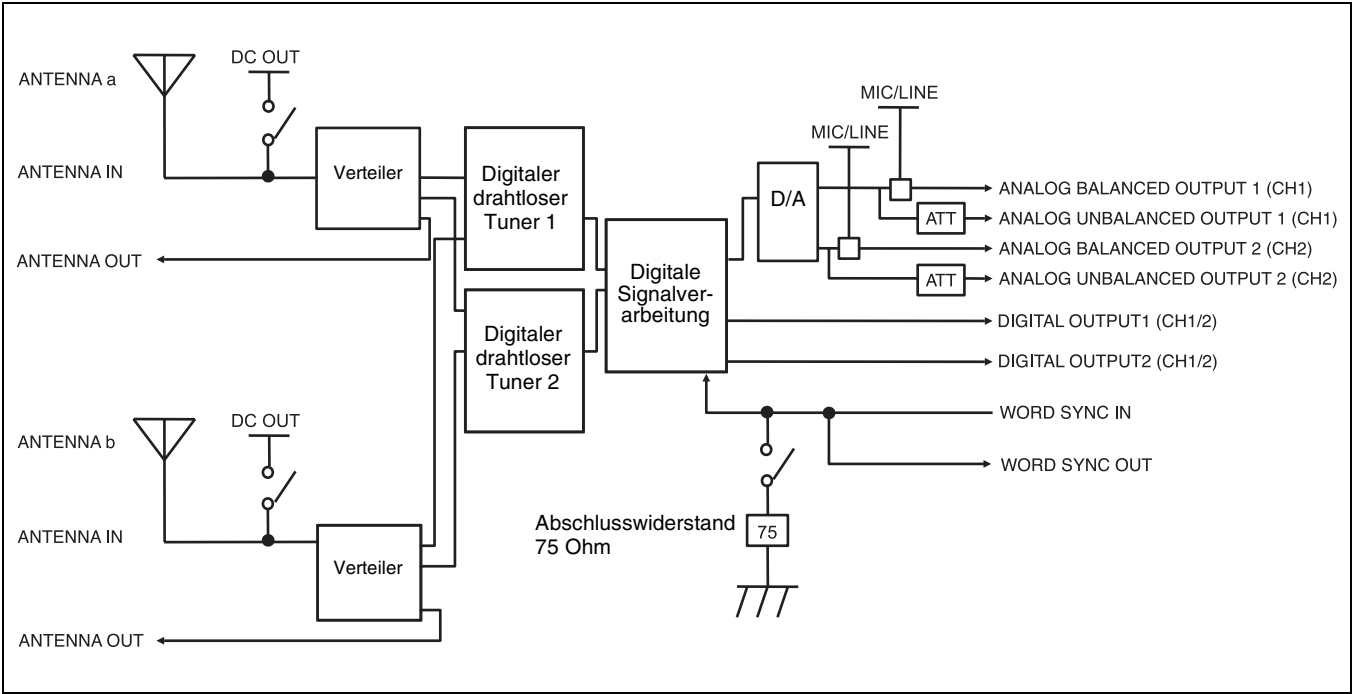 ANTENNA a
DC OUT
ANTENNA IN
Verteiler
ANTENNA OUT
Digitaler
drahtloser
Tuner 1
Digitaler
drahtloser
Tuner 2
Digitale
Signalver-
arbeitung
D/A
MIC/LINE
MIC/LINE
ANALOG BALANCED OUTPUT 1 (CH1)
ATT
ANALOG UNBALANCED OUTPUT 1 (CH1)
ANALOG BALANCED OUTPUT 2 (CH2)
ATT
ANALOG UNBALANCED OUTPUT 2 (CH2)
DIGITAL OUTPUT1 (CH1/2)
DIGITAL OUTPUT2 (CH1/2)
WORD SYNC IN
WORD SYNC OUT
Abschlusswiderstand
75 Ohm
75
ANTENNA b
DC OUT
ANTENNA IN
Verteiler
ANTENNA OUT